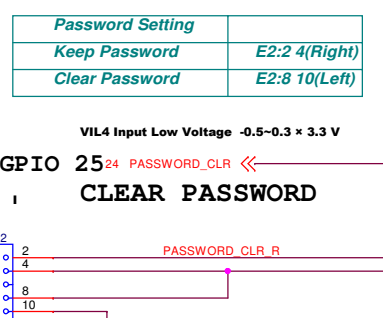 Password Setting
Keep Password E2:2 4(Right)
Clear Password E2:8 10(Left)
VIL4 Input Low Voltage -0.5~0.3 × 3.3 V
GPIO 25 24 PASSWORD_CLR
CLEAR PASSWORD
2
2 PASSWORD_CLR_R
4
8
10